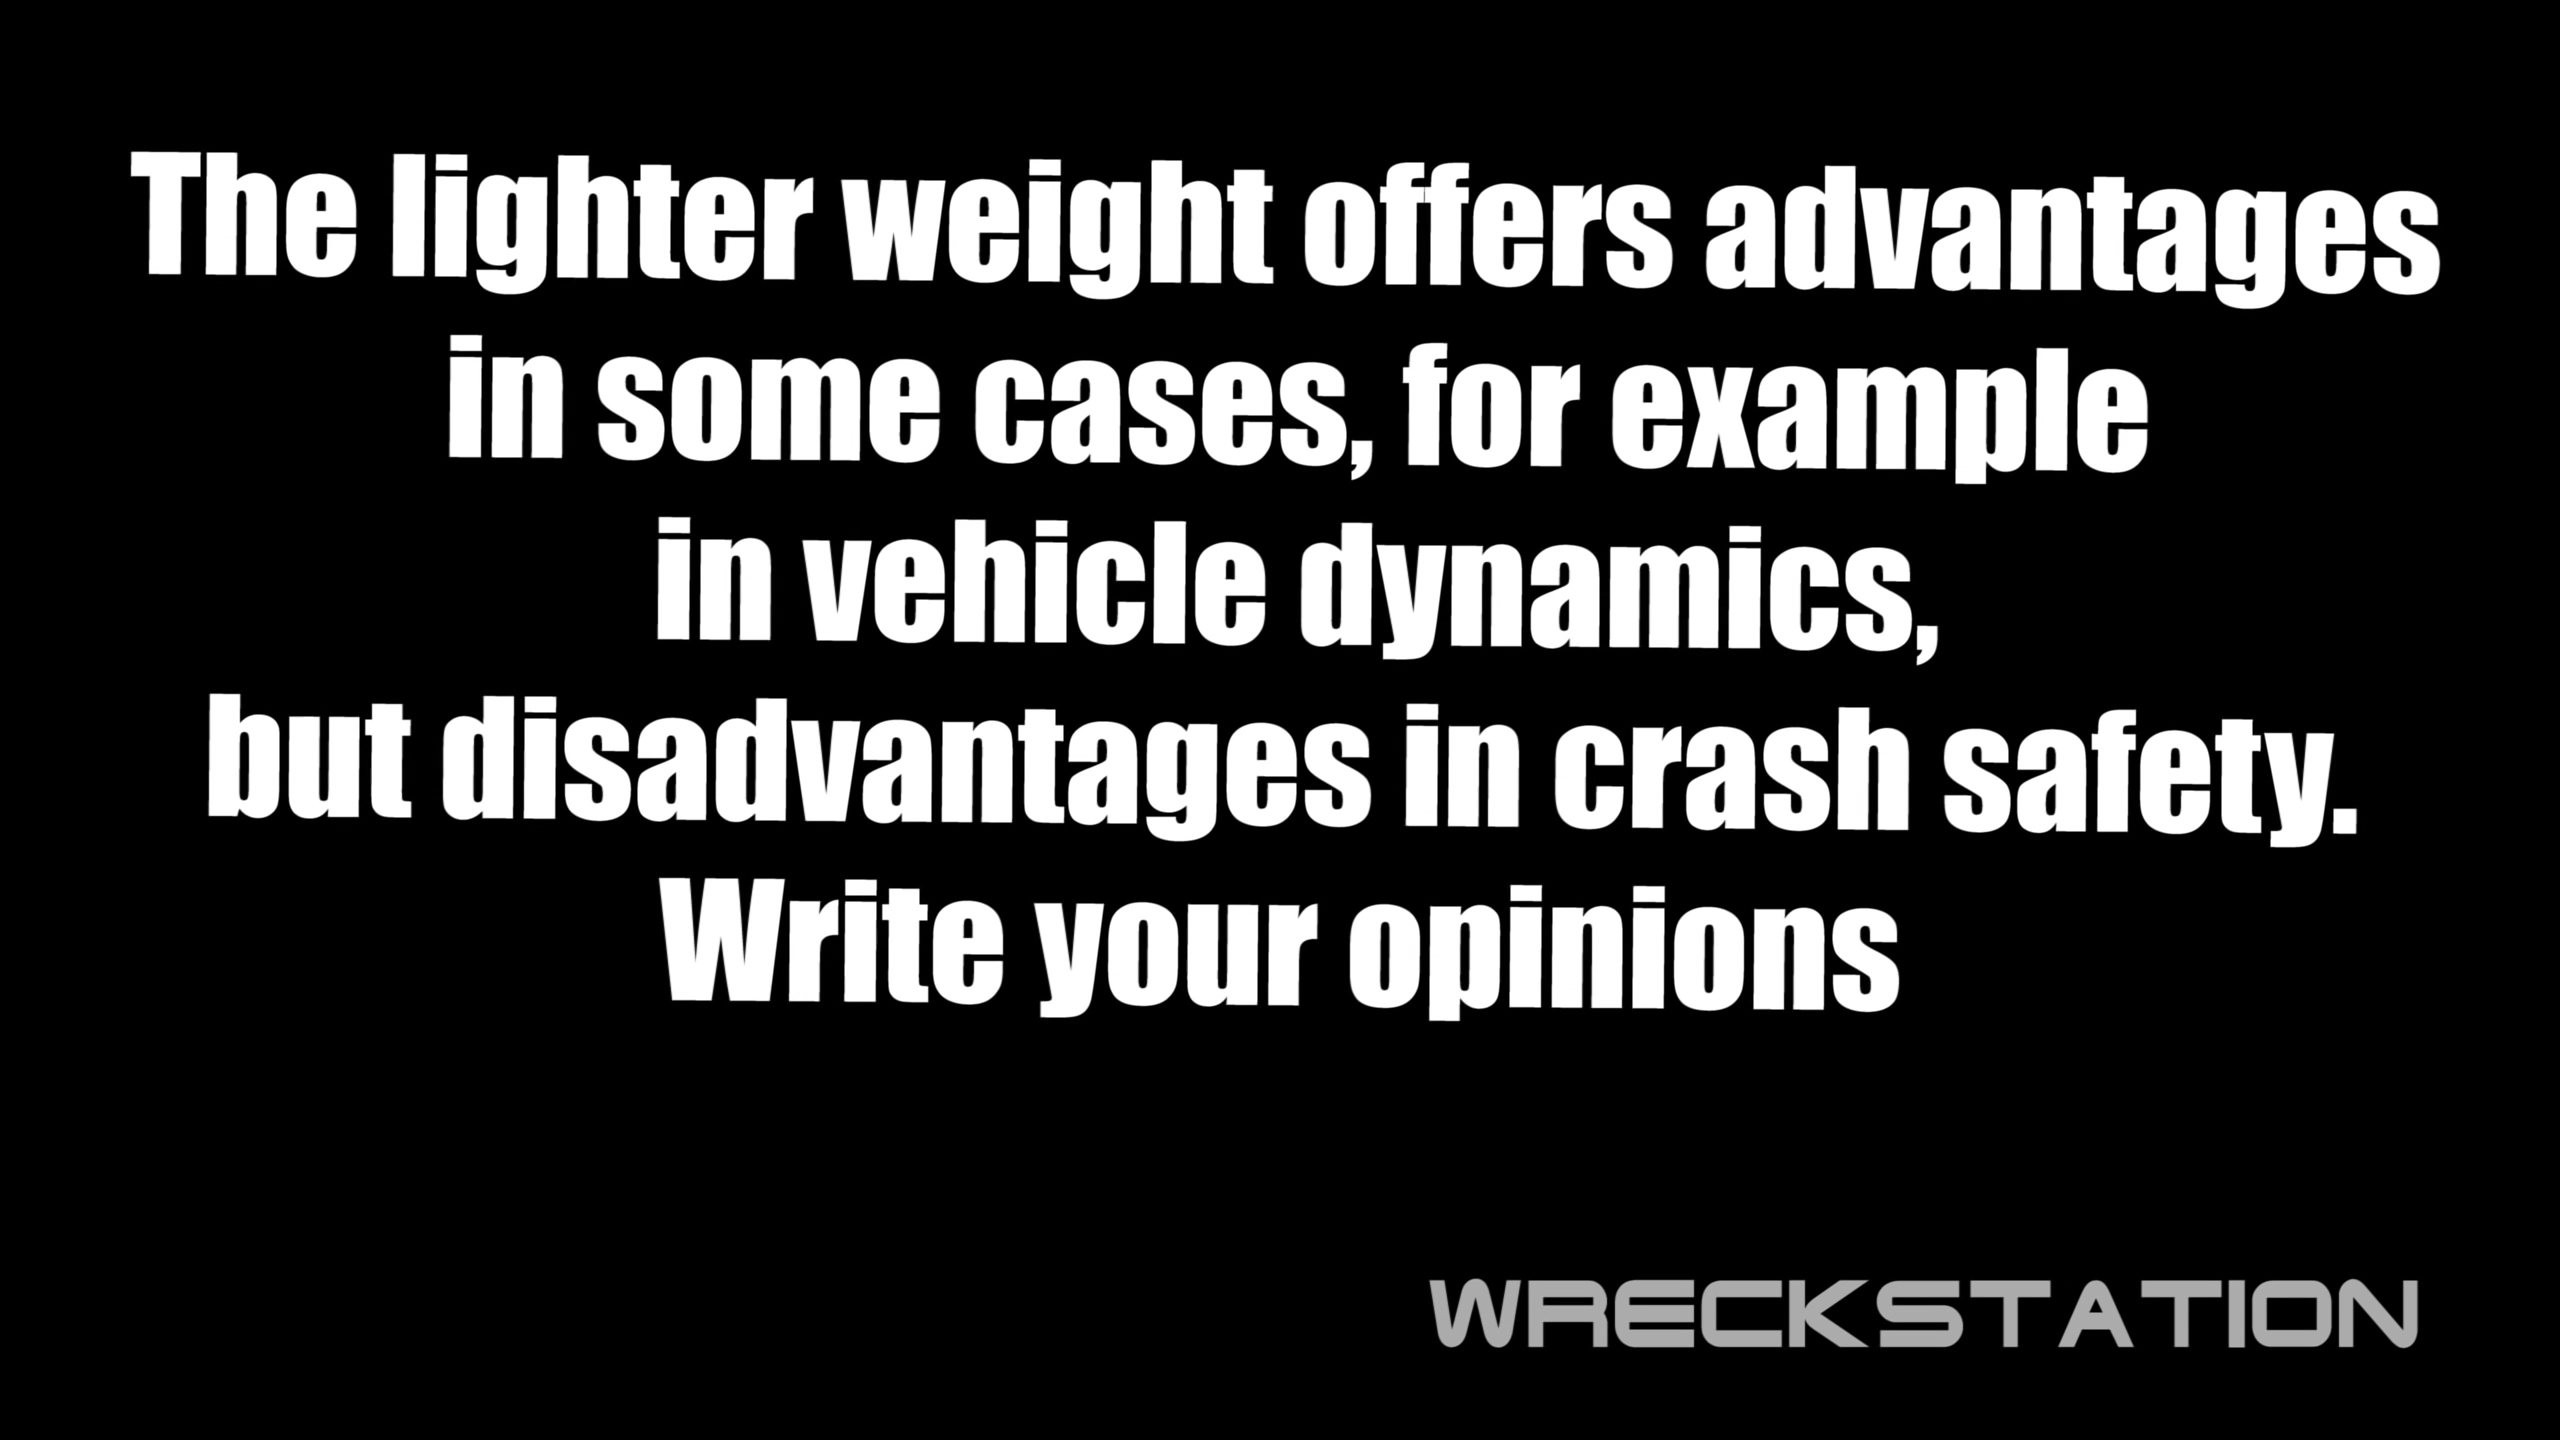 The lighter weight offers advantages
in some cases, for example
in vehicle dynamics,
but disadvantages in crash safety.
Write your opinions
WRECKSTATION